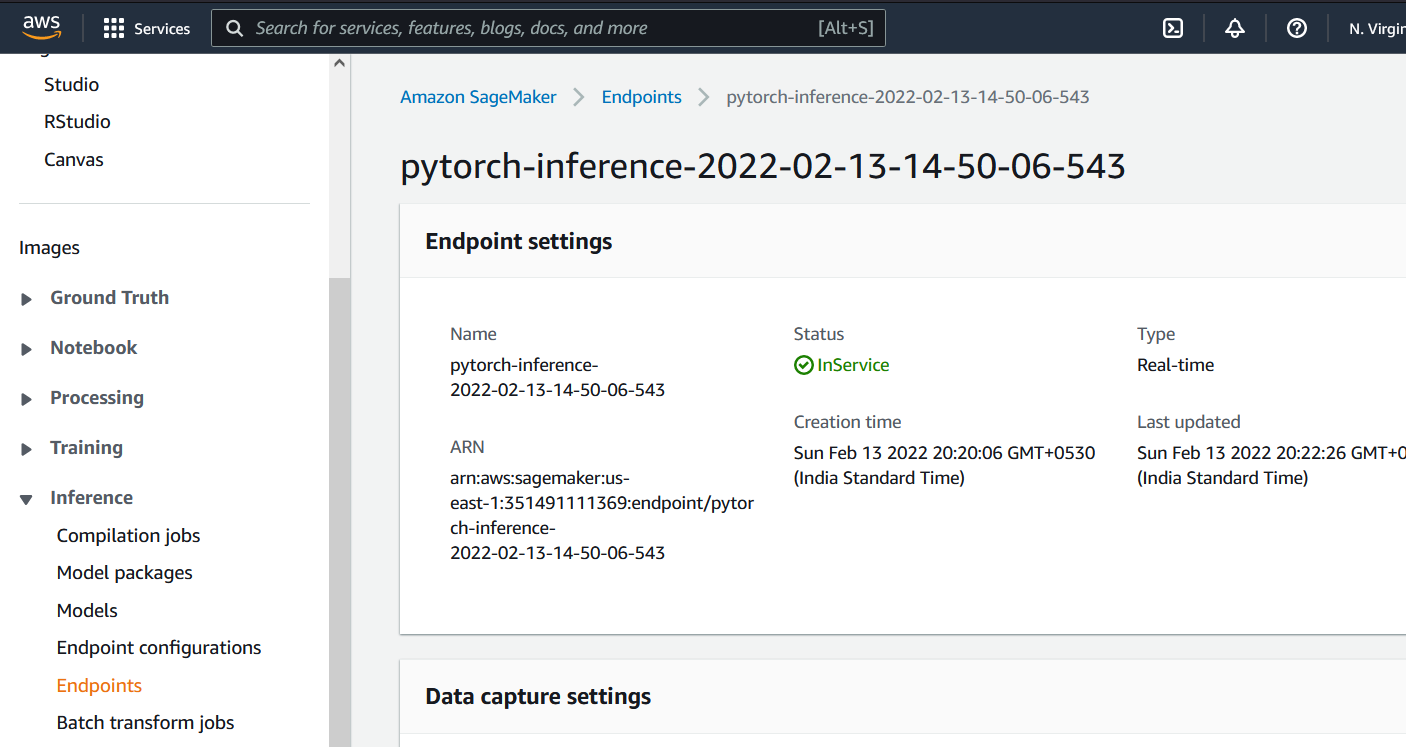 aws
Services
Search for services, features, blogs, docs, and more
[Alt+S]
Studio
RStudio
Canvas
Images
Ground Truth
Notebook
Processing
Training
Inference
Compilation jobs
Model packages
Models
Endpoint configurations
Endpoints
Batch transform jobs
Amazon SageMaker
Endpoints
pytorch-inference-2022-02-13-14-50-06-543
pytorch-inference-2022-02-13-14-50-06-543
Endpoint settings
Name
pytorch-inference-
2022-02-13-14-50-06-543
ARN
arn:aws:sagemaker:us-
east-1:351491111369:endpoint/pytor
ch-inference-
2022-02-13-14-50-06-543
Status
InService
Creation time
Sun Feb 13 2022 20:20:06 GMT+0530
(India Standard Time)
Type
Real-time
Last updated
Sun Feb 13 2022 20:22:26 GMT+0
(India Standard Time)
Data capture settings